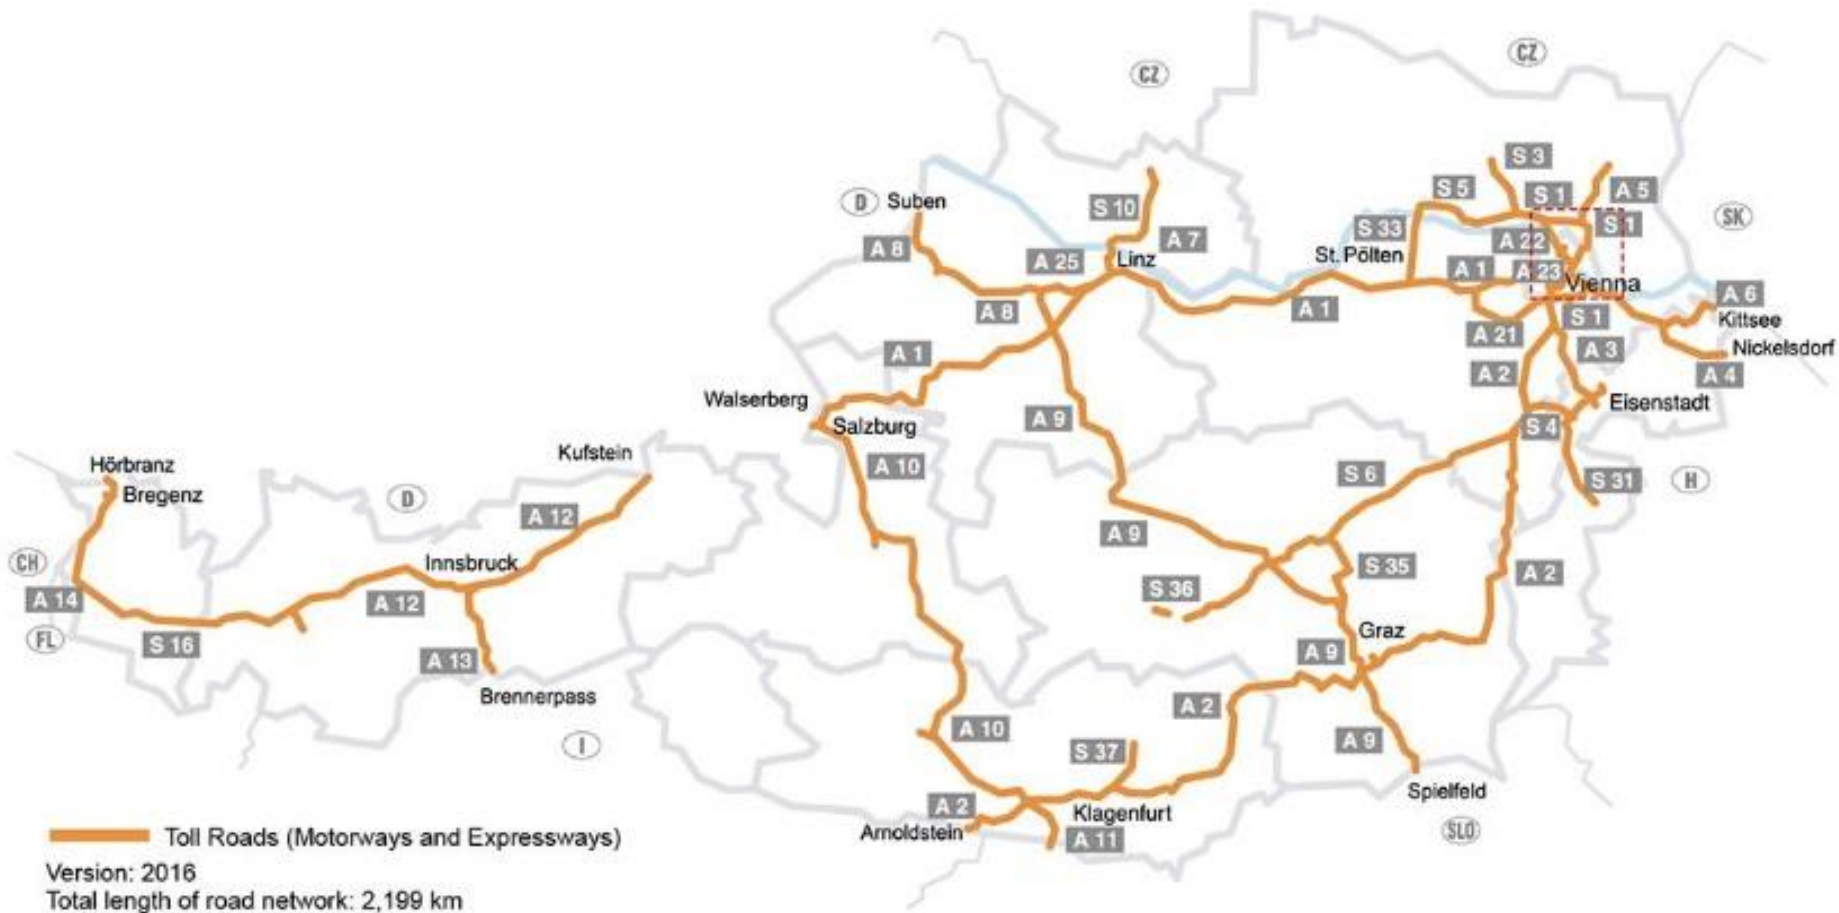 CZ
CZ
S 3
S 5
S 1
A 5
D
Suben
S 10
S 33
S 1
SK
A 8
A 25
A 7
Linz
St. Pölten
A 22
A 1
A 23
Vienna
A 6
A 8
A 1
A 21
S 1
Kittsee
A 1
A 3
Nickelsdorf
A 2
A 4
Walserberg
Salzburg
A 9
S 4
Eisenstadt
Kufstein
Hörbranz
Bregenz
D
A 10
S 6
S 31
H
A 12
A 9
CH
Innsbruck
S 35
A 2
A 14
A 12
S 36
FL
S 16
A 13
Graz
A 9
Brennerpass
A 2
I
A 10
S 37
A 9
Spielfeld
A 2
Klagenfurt
Arnoldstein
A 11
SLO
Toll Roads (Motorways and Expressways)
Version: 2016
Total length of road network: 2,199 km